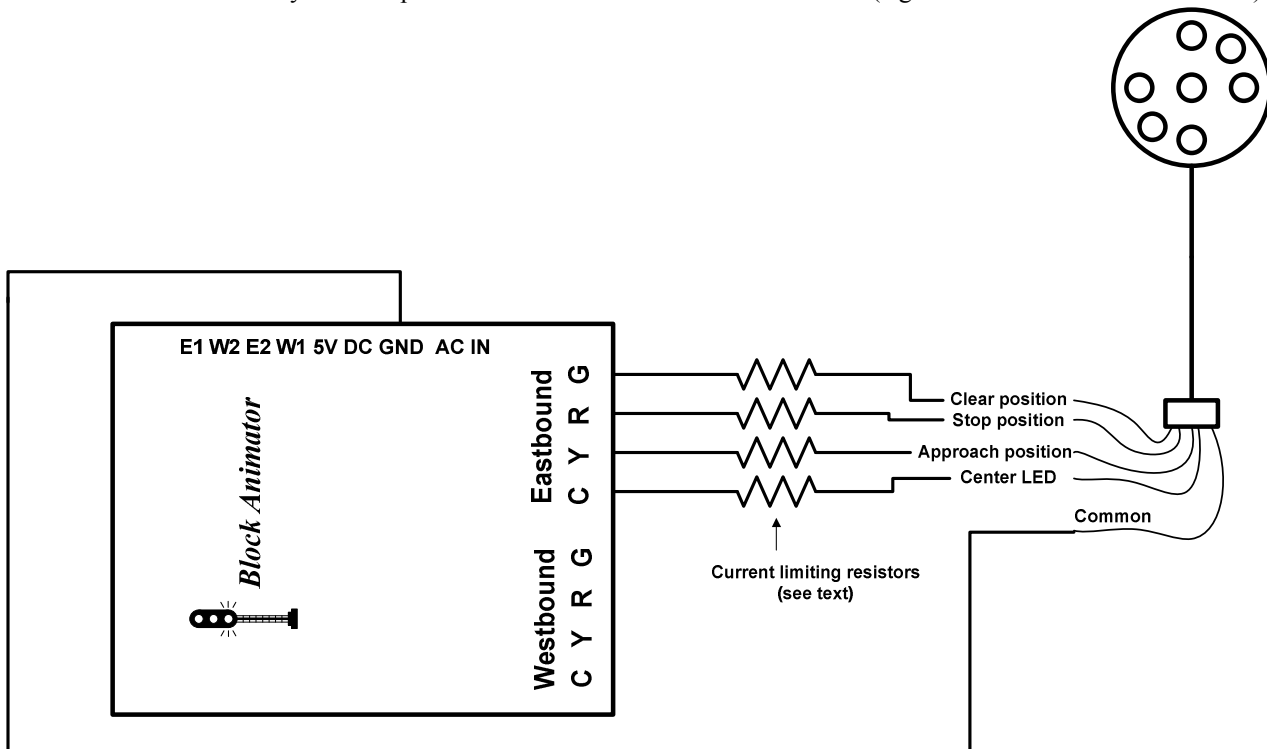 E1 W2 E2 W1 5V DC GND AC IN
Block Animator
Eastbound
G
R
Y
C
Westbound
G
R
Y
C
Clear position
Stop position
Approach position
Center LED
Common
Current limiting resistors
(see text)